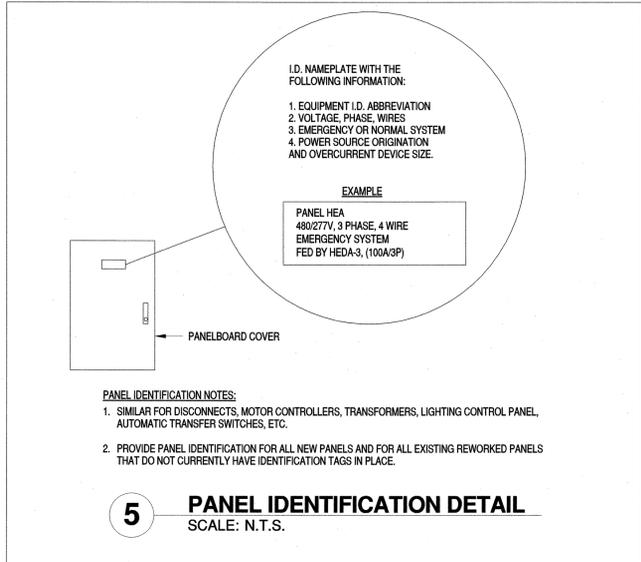 I.D. NAMEPLATE WITH THE
FOLLOWING INFORMATION:
1. EQUIPMENT I.D. ABBREVIATION
2. VOLTAGE, PHASE, WIRES
3. EMERGENCY OR NORMAL SYSTEM
4. POWER SOURCE ORIGINATION
AND OVERCURRENT DEVICE SIZE.
EXAMPLE
PANEL HEA
480/277V, 3 PHASE, 4 WIRE
EMERGENCY SYSTEM
FED BY HEDA-3, (100A/3P)
PANELBOARD COVER
PANEL IDENTIFICATION NOTES:
1. SIMILAR FOR DISCONNECTS, MOTOR CONTROLLERS, TRANSFORMERS, LIGHTING CONTROL PANEL,
AUTOMATIC TRANSFER SWITCHES, ETC.
2. PROVIDE PANEL IDENTIFICATION FOR ALL NEW PANELS AND FOR ALL EXISTING REWORKED PANELS
THAT DO NOT CURRENTLY HAVE IDENTIFICATION TAGS IN PLACE.
5 PANEL IDENTIFICATION DETAIL
SCALE: N.T.S.